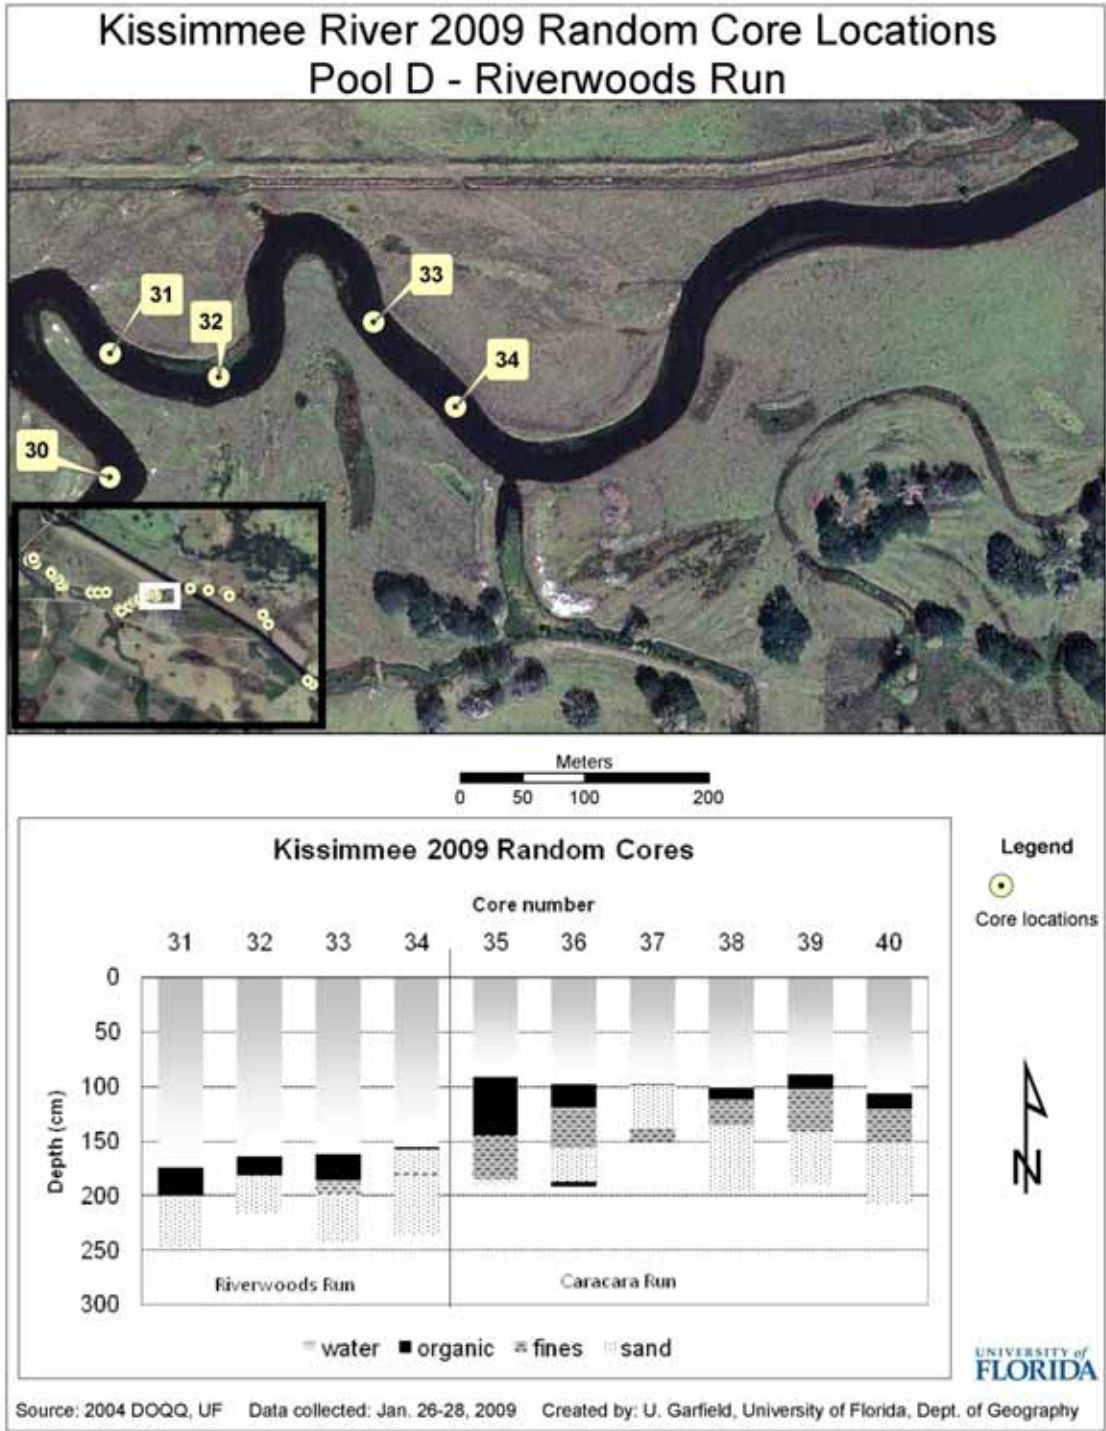 Kissimmee River 2009 Random Core Locations
Pool D - Riverwoods Run
33
31
32
34
30
Meters
0 50 100 200
Kissimmee 2009 Random Cores
Core number
31 32 33 34 35 36 37 38 39 40
0
50
100
150
200
250
300
Depth (cm)
Riverwoods Run
Caracara Run
water organic fines sand
Legend
Core locations
N
UNIVERSITY of
FLORIDA
Source: 2004 DOQQ, UF Data collected: Jan. 26-28, 2009 Created by: U. Garfield, University of Florida, Dept. of Geography